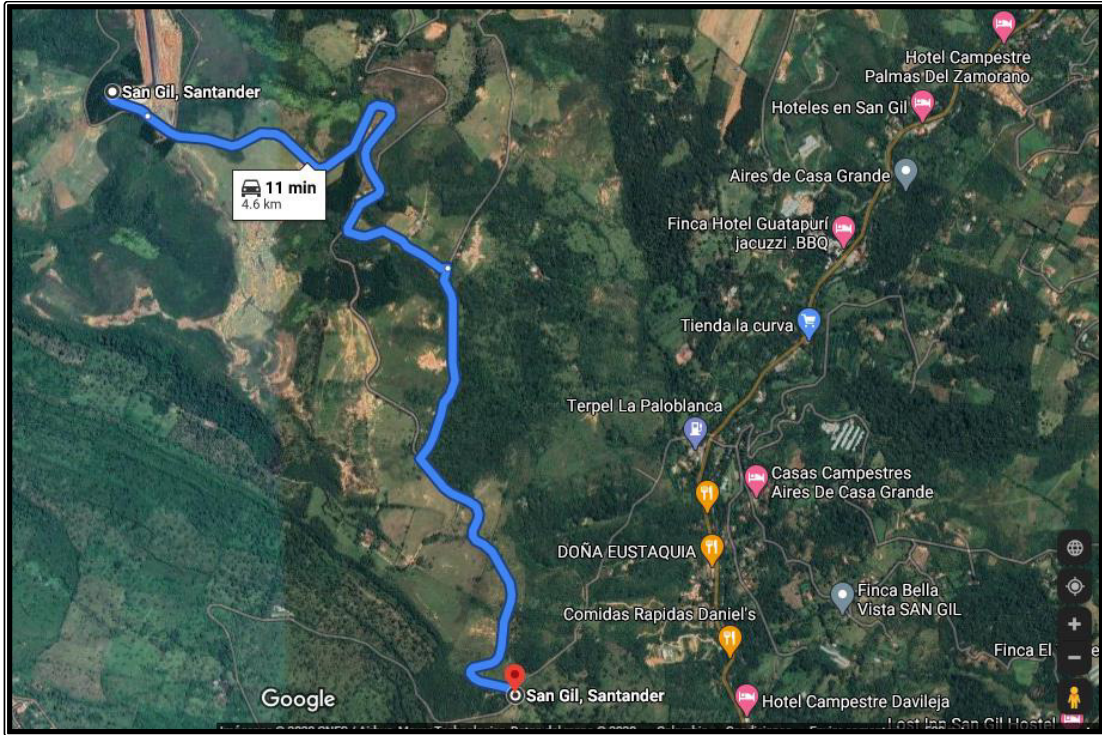 San Gil, Santander
11 min
4.6 km
Hotel Campestre
Palmas Del Zamorano
Hoteles en San Gil
Aires de Casa Grande
Finca Hotel Guatapurí
jacuzzi .BBQ
Tienda la curva
Terpel La Paloblanca
Casas Campestres
Aires De Casa Grande
DOÑA EUSTAQUIA
Finca Bella
Vista SAN GIL
Comidas Rapidas Daniel's
Finca El
San Gil, Santander
Google
Hotel Campestre Davileja
Lost Inn San Gil Hostel